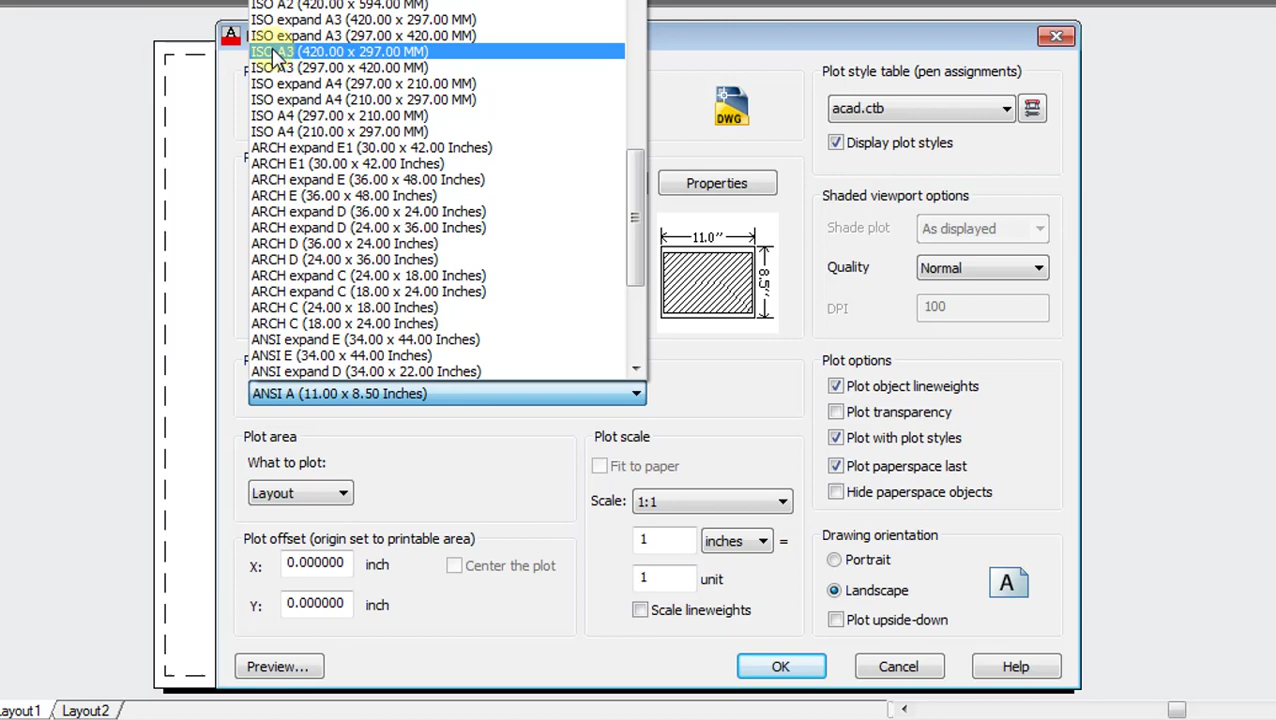 ISO A2 (420.00 x 594.00 MM)
ISO expand A3 (420.00 x 297.00 MM)
ISO expand A3 (297.00 x 420.00 MM)
ISO A3 (420.00 x 297.00 MM)
ISO A3 (297.00 x 420.00 MM)
ISO expand A4 (297.00 x 210.00 MM)
ISO expand A4 (210.00 x 297.00 MM)
ISO A4 (297.00 x 210.00 MM)
ISO A4 (210.00 x 297.00 MM)
ARCH expand E1 (30.00 x 42.00 Inches)
ARCH E1 (30.00 x 42.00 Inches)
ARCH expand E (36.00 x 48.00 Inches)
ARCH E (36.00 x 48.00 Inches)
ARCH expand D (36.00 x 24.00 Inches)
ARCH expand D (24.00 x 36.00 Inches)
ARCH D (36.00 x 24.00 Inches)
ARCH D (24.00 x 36.00 Inches)
ARCH expand C (24.00 x 18.00 Inches)
ARCH expand C (18.00 x 24.00 Inches)
ARCH C (24.00 x 18.00 Inches)
ARCH C (18.00 x 24.00 Inches)
ANSI expand E (34.00 x 44.00 Inches)
ANSI E (34.00 x 44.00 Inches)
ANSI expand D (34.00 x 22.00 Inches)
ANSI A (11.00 x 8.50 Inches)
DWG
Properties
11.0''
8.5''
Plot style table (pen assignments)
acad.ctb
Display plot styles
Shaded viewport options
Shade plot
As displayed
Quality
Normal
DPI
100
Plot options
Plot object lineweights
Plot transparency
Plot with plot styles
Plot paperspace last
Hide paperspace objects
Plot area
What to plot:
Layout
Plot scale
Fit to paper
Scale:
1:1
1
inches
=
1
unit
Scale lineweights
Plot offset (origin set to printable area)
X:
0.000000
inch
Center the plot
Y:
0.000000
inch
Drawing orientation
Portrait
Landscape
A
Plot upside-down
Preview...
OK
Cancel
Help
Layout1
Layout2